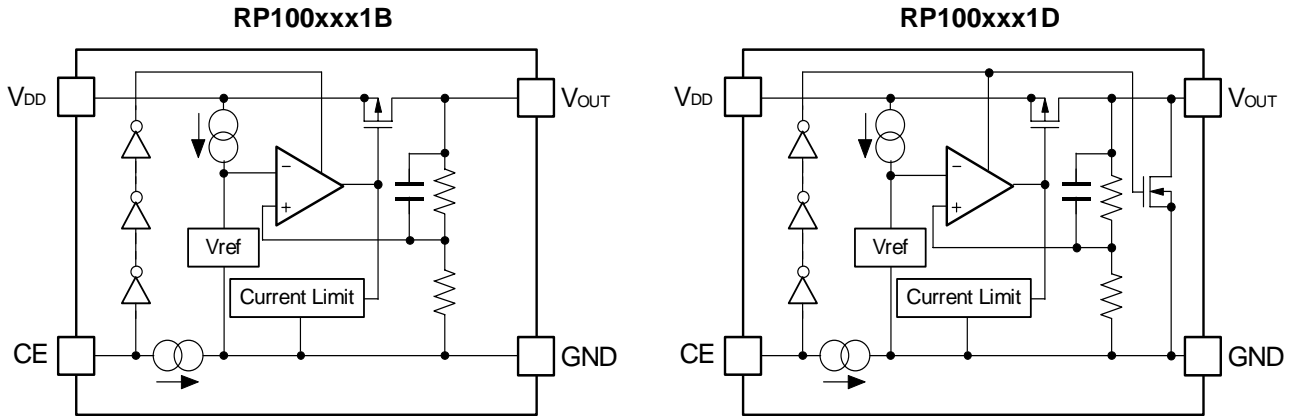 RP100xxx1B
VDD
VOUT
−
+
Vref
Current Limit
CE
GND
RP100xxx1D
VDD
VOUT
−
+
Vref
Current Limit
CE
GND